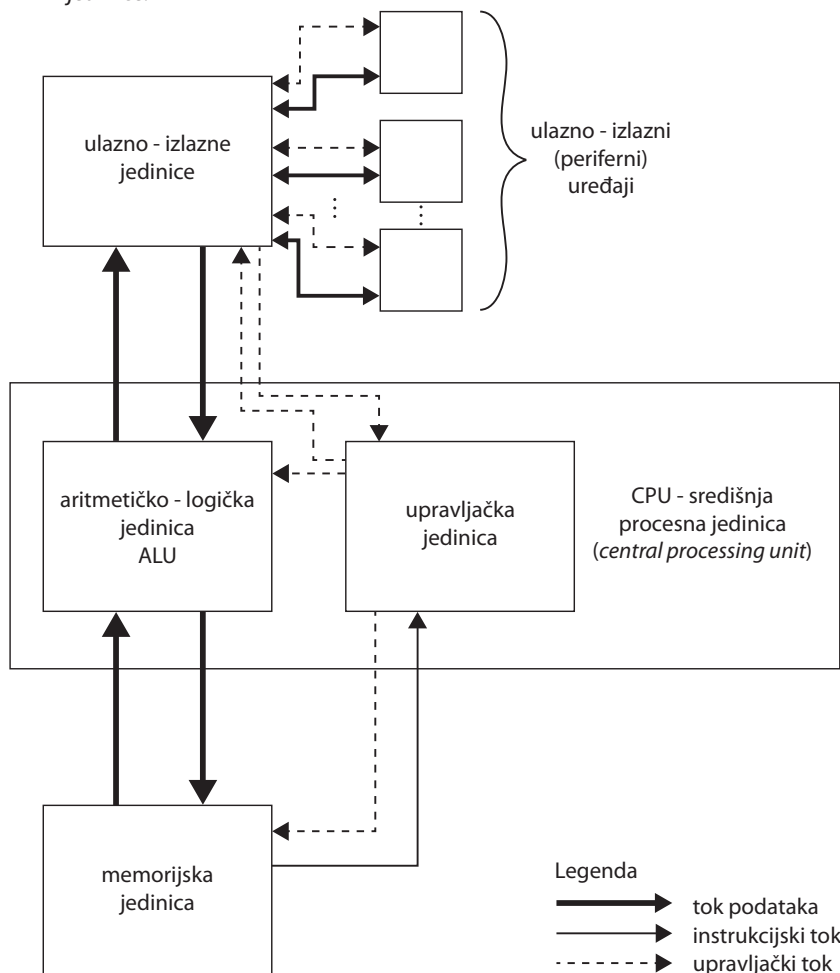 ulazno - izlazne
jedinice
ulazno - izlazni
(periferni)
uređaji
aritmetičko - logička
jedinica
ALU
upravljačka
jedinica
CPU - središnja
procesna jedinica
(central processing unit)
memorijska
jedinica
Legenda
tok podataka
instrukcijski tok
upravljački tok